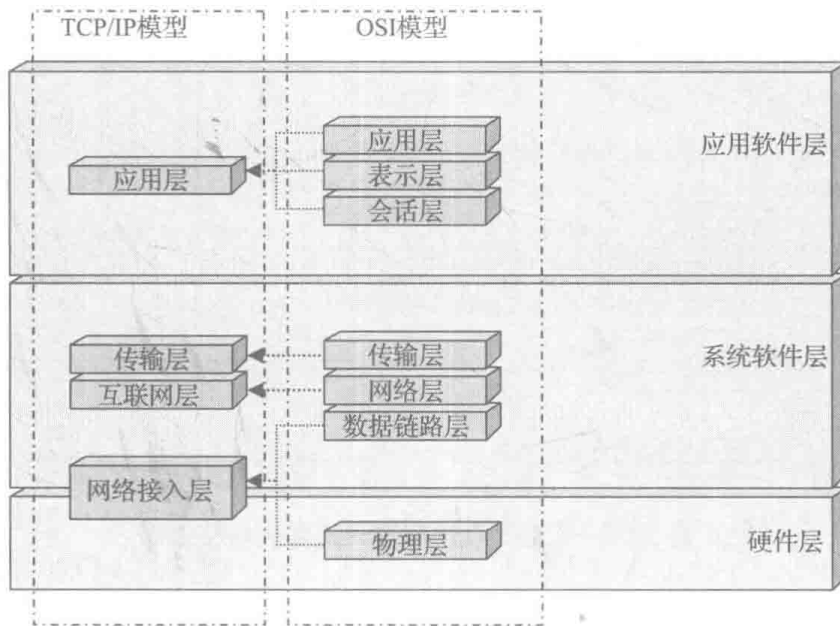 TCP/IP模型
OSI模型
应用软件层
应用层
应用层
表示层
会话层
系统软件层
传输层
互联网层
传输层
网络层
数据链路层
网络接入层
硬件层
物理层